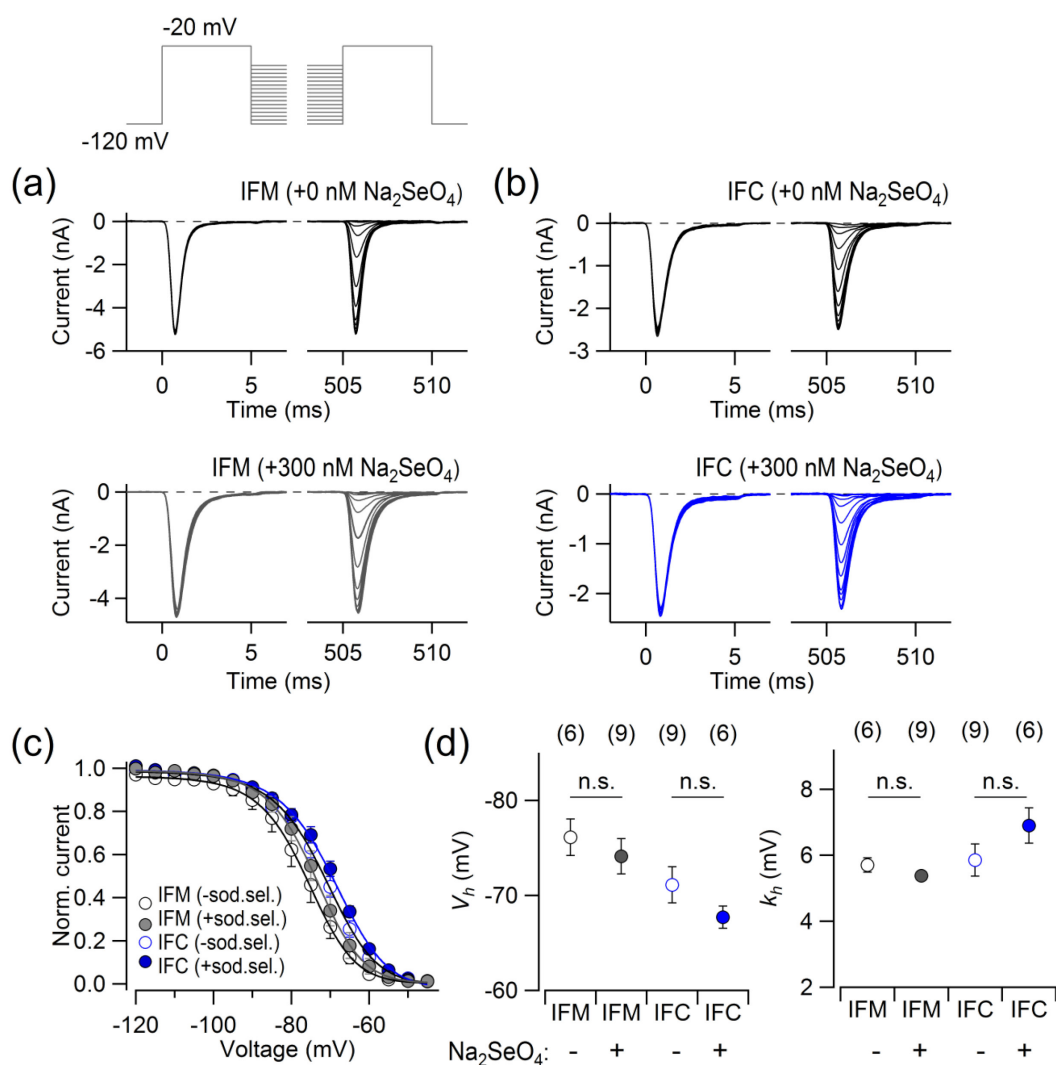 -20 mV
-120 mV
(a)
IFM (+0 nM Na₂SeO₄)
Current (nA)
0
-2
-4
-6
0 5 505 510
Time (ms) Time (ms)
(b)
IFC (+0 nM Na₂SeO₄)
Current (nA)
0
-1
-2
-3
0 5 505 510
Time (ms) Time (ms)
IFM (+300 nM Na₂SeO₄)
Current (nA)
0
-2
-4
0 5 505 510
Time (ms) Time (ms)
IFC (+300 nM Na₂SeO₄)
Current (nA)
0
-1
-2
0 5 505 510
Time (ms) Time (ms)
(c)
Norm. current
1.0
0.8
0.6
0.4
0.2
0.0
IFM (-sod.sel.)
IFM (+sod.sel.)
IFC (-sod.sel.)
IFC (+sod.sel.)
-120 -100 -80 -60
Voltage (mV)
(d)
(6) (9) (9) (6)
n.s. n.s.
V_h (mV)
-80
-70
-60
IFM IFM IFC IFC
Na₂SeO₄: - + - +
(6) (9) (9) (6)
n.s. n.s.
k_h (mV)
8
6
4
2
IFM IFM IFC IFC
- + - +